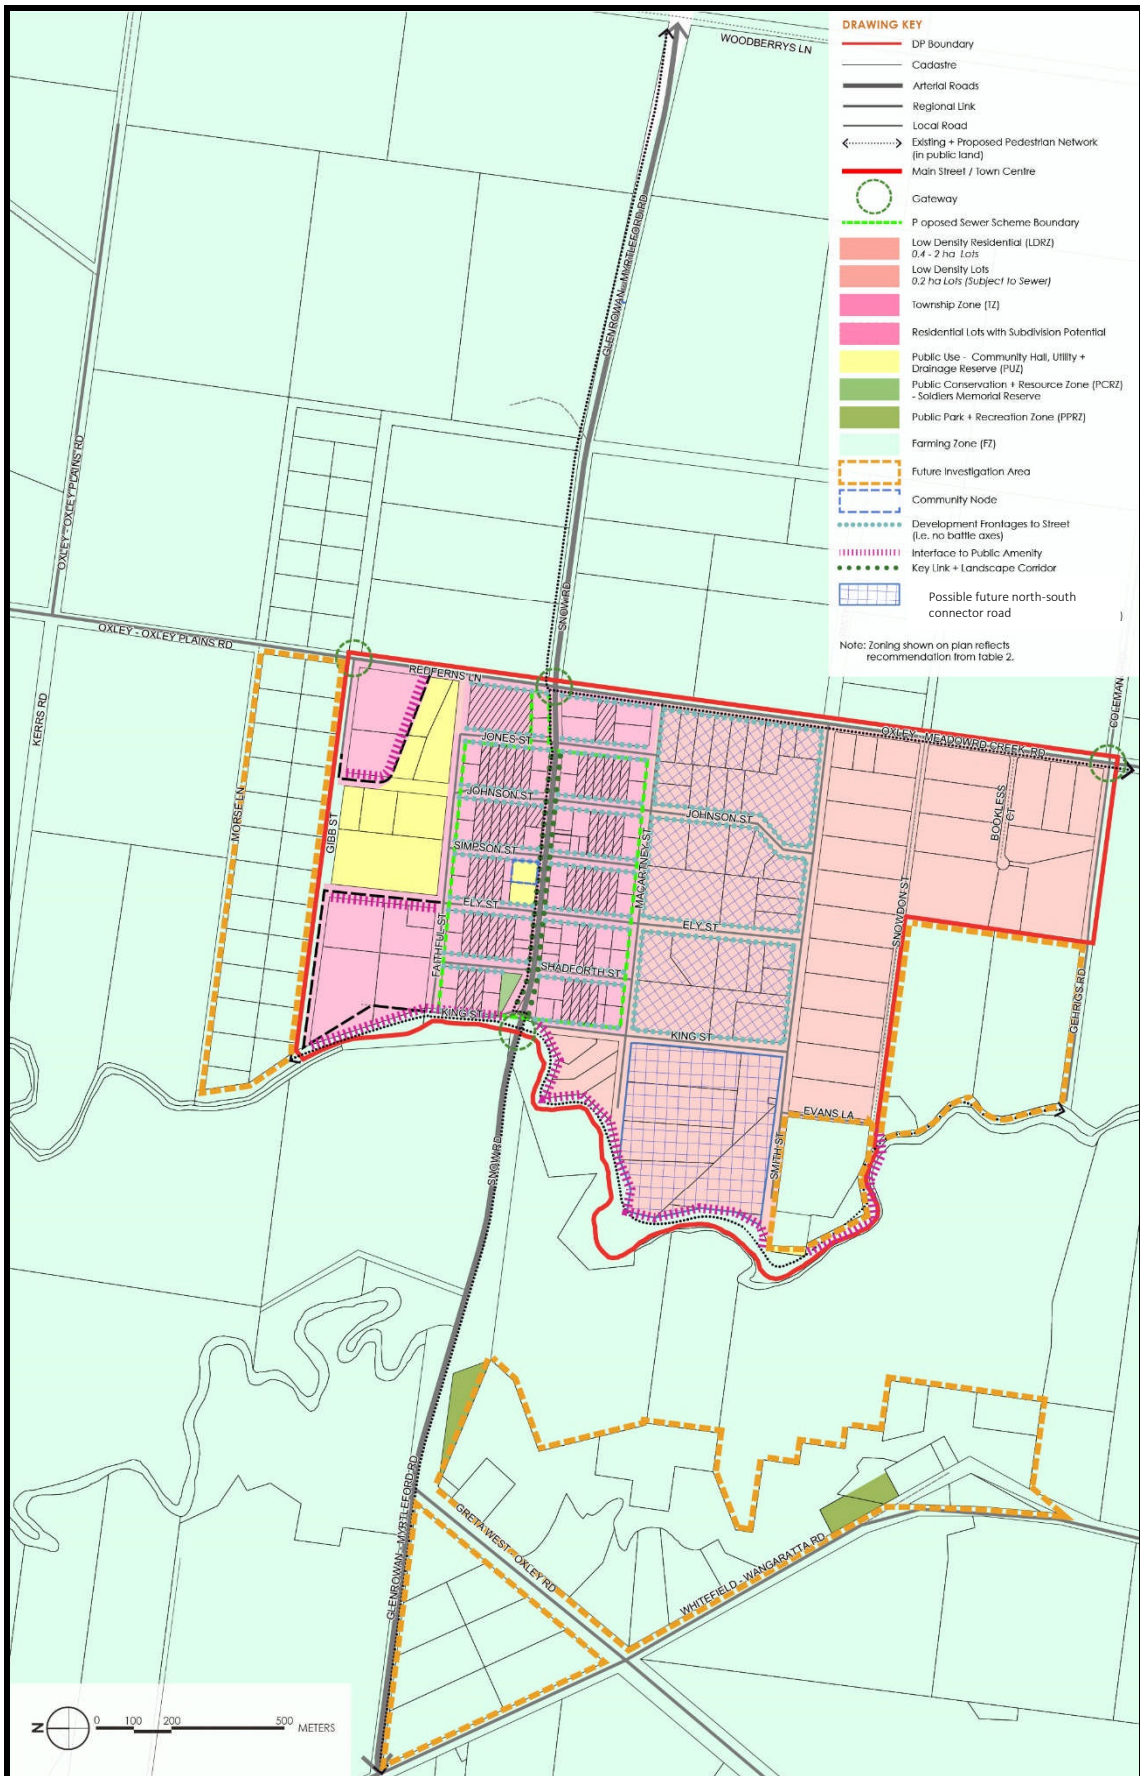 WOODBERRYS LN
DRAWING KEY
DP Boundary
Cadastre
Arterial Roads
Regional Link
Local Road
Existing + Proposed Pedestrian Network
(in public land)
Main Street / Town Centre
Gateway
P oposed Sewer Scheme Boundary
Low Density Residential (LDRZ)
0.4 - 2 ha Lots
Low Density Lots
0.2 ha Lots (Subject to Sewer)
Township Zone (TZ)
Residential Lots with Subdivision Potential
Public Use - Community Hall, Utility +
Drainage Reserve (PUZ)
Public Conservation + Resource Zone (PCRZ)
- Soldiers Memorial Reserve
Public Park + Recreation Zone (PPRZ)
Farming Zone (FZ)
Future Investigation Area
Community Node
Development Frontages to Street
(i.e. no battle axes)
Interface to Public Amenity
Key Link + Landscape Corridor
Possible future north-south
connector road
)
Note: Zoning shown on plan reflects
recommendation from table 2.
GLENROWAN - MYRTLEFORD RD
OXLEY - OXLEY PLAINS RD
SNOW RD
OXLEY - OXLEY PLAINS RD
KERRS RD
REDFERNS LN
OXLEY - MEADOWRD CREEK RD
COLEMAN
JONES ST
JOHNSON ST
JOHNSON ST
BOOKLESS
CT
MORSE LN
GIBB ST
SIMPSON ST
MACARTNEY ST
ELY ST
ELY ST
SNOWDON ST
FAITHFUL ST
SHADFORTH ST
GEHRIGS RD
KING ST
KING ST
EVANS LA
SMITH ST
SNOW RD
GLENROWAN - MYRTLEFORD RD
GRETA WEST - OXLEY RD
WHITEFIELD - WANGARATTA RD
N
0 100 200 500 METERS